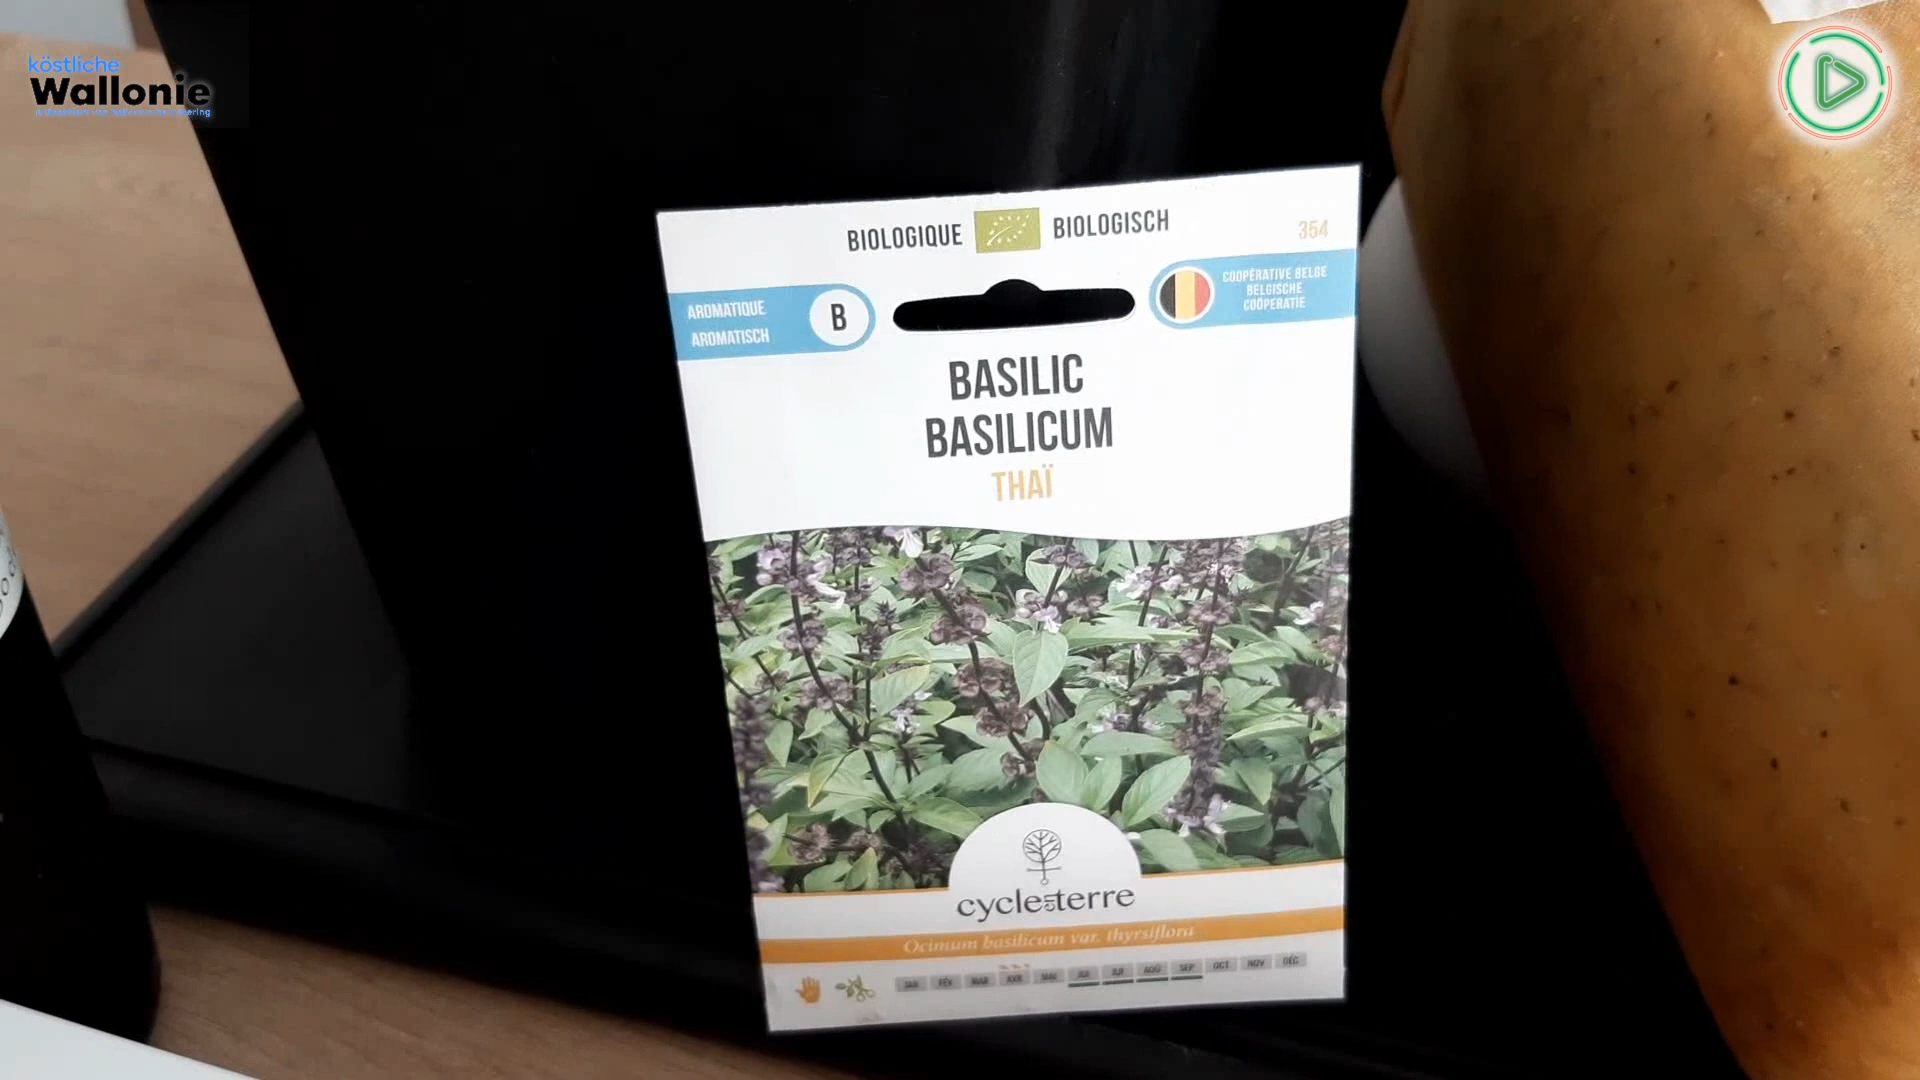 köstliche
Wallonie
BIOLOGIQUE BIOLOGISCH
354
AROMATIQUE
AROMATISCH
B
COOPÉRATIVE BELGE
BELGISCHE
COÖPERATIE
BASILIC
BASILICUM
THAÏ
cycle en terre
Ocimum basilicum var. thyrsiflora
JAN FÉV MAR AVR MAI JUI JUI AOÛ SEP OCT NOV DÉC